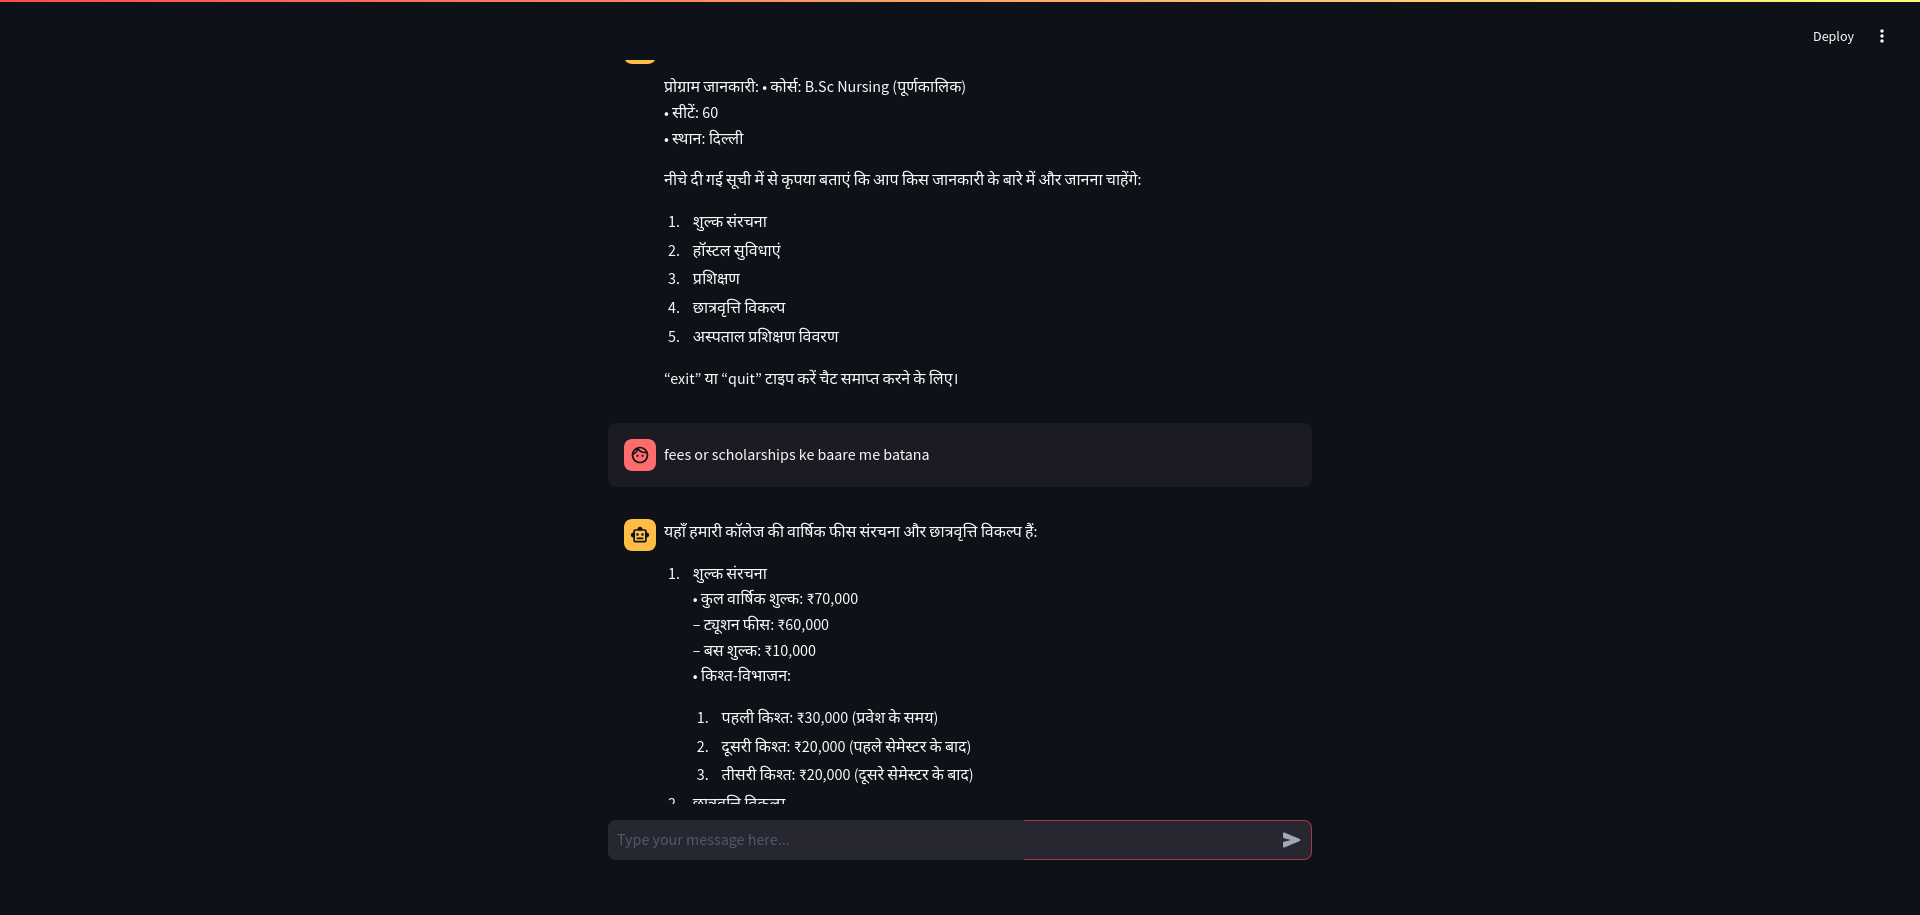 Deploy
प्रोग्राम जानकारी: • कोर्स: B.Sc Nursing (पूर्णकालिक)
• सीटें: 60
• स्थान: दिल्ली
नीचे दी गई सूची में से कृपया बताएं कि आप किस जानकारी के बारे में और जानना चाहेंगे:
1. शुल्क संरचना
2. हॉस्टल सुविधाएं
3. प्रशिक्षण
4. छात्रवृत्ति विकल्प
5. अस्पताल प्रशिक्षण विवरण
“exit” या “quit” टाइप करें चैट समाप्त करने के लिए।
fees or scholarships ke baare me batana
यहाँ हमारी कॉलेज की वार्षिक फीस संरचना और छात्रवृत्ति विकल्प हैं:
1. शुल्क संरचना
• कुल वार्षिक शुल्क: ₹70,000
– ट्यूशन फीस: ₹60,000
– बस शुल्क: ₹10,000
• किश्त-विभाजन:
1. पहली किश्त: ₹30,000 (प्रवेश के समय)
2. दूसरी किश्त: ₹20,000 (पहले सेमेस्टर के बाद)
3. तीसरी किश्त: ₹20,000 (दूसरे सेमेस्टर के बाद)
2. छात्रवृत्ति विकल्प
Type your message here...